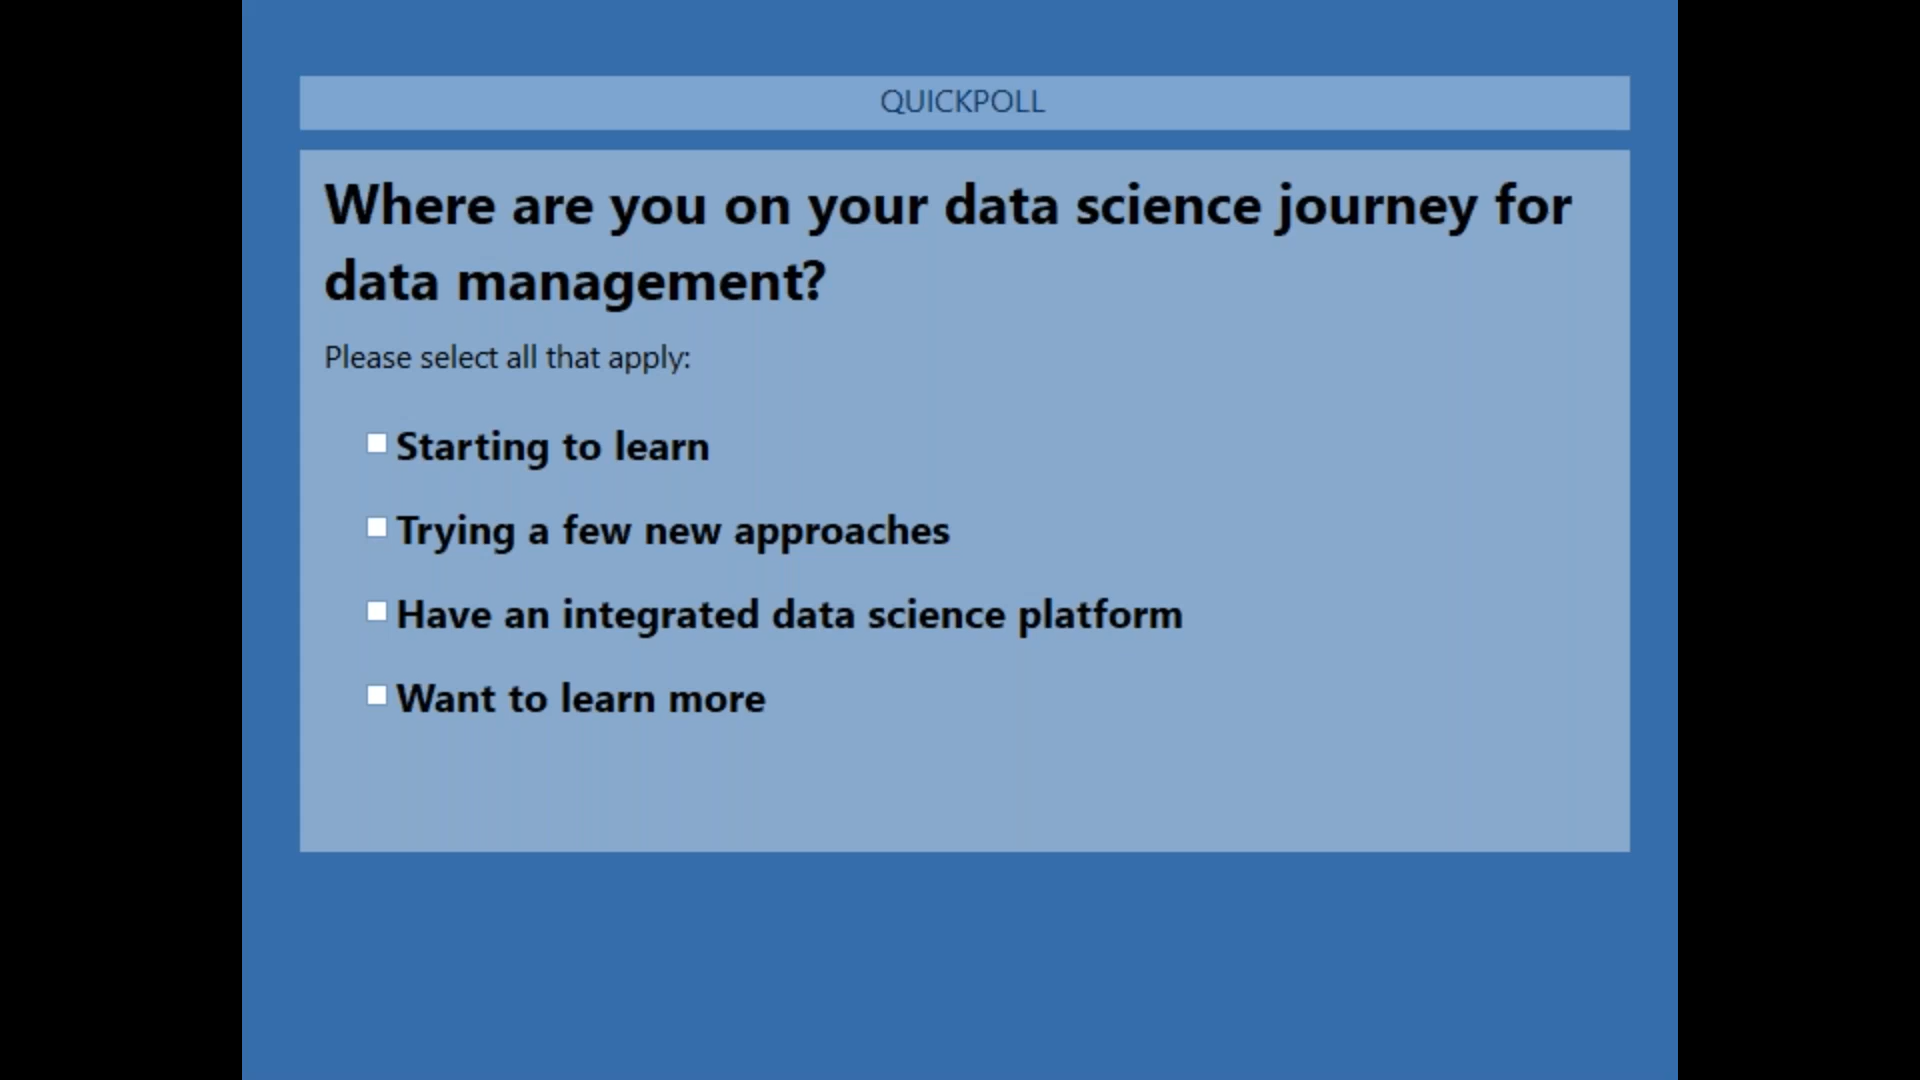 QUICKPOLL
Where are you on your data science journey for
data management?
Please select all that apply:
Starting to learn
Trying a few new approaches
Have an integrated data science platform
Want to learn more